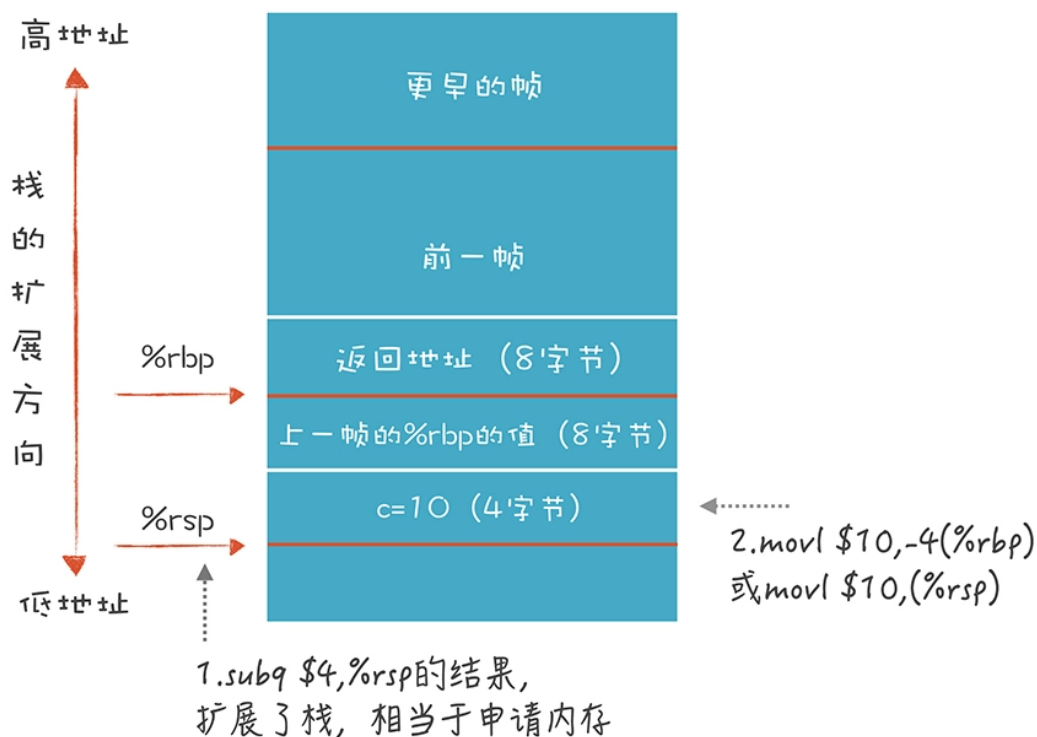 高地址
更早的帧
栈的扩展方向
前一帧
%rbp
返回地址（8字节）
上一帧的%rbp的值（8字节）
%rsp
c=10（4字节）
2.movl $10,-4(%rbp)
或movl $10,(%rsp)
低地址
1.subq $4,%rsp的结果,
扩展了栈，相当于申请内存